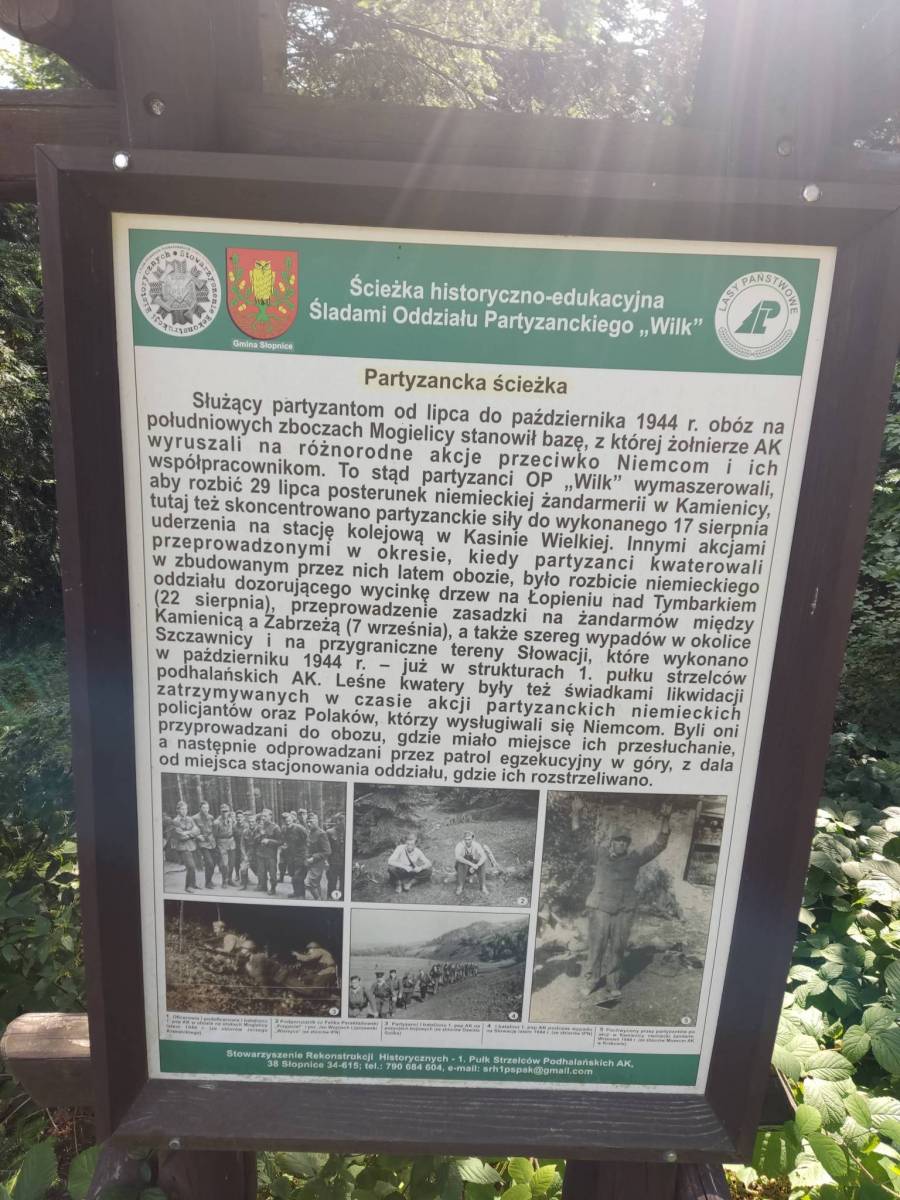 Stowarzyszenie Rekonstrukcji Historycznych
Gmina Słopnice
Ścieżka historyczno-edukacyjna
Śladami Oddziału Partyzanckiego „Wilk”
LASY PAŃSTWOWE
Partyzancka ścieżka
Służący partyzantom od lipca do października 1944 r. obóz na
południowych zboczach Mogielicy stanowił bazę, z której żołnierze AK
wyruszali na różnorodne akcje przeciwko Niemcom i ich
współpracownikom. To stąd partyzanci OP „Wilk” wymaszerowali,
aby rozbić 29 lipca posterunek niemieckiej żandarmerii w Kamienicy,
tutaj też skoncentrowano partyzanckie siły do wykonanego 17 sierpnia
uderzenia na stację kolejową w Kasinie Wielkiej. Innymi akcjami
przeprowadzonymi w okresie, kiedy partyzanci kwaterowali
w zbudowanym przez nich latem obozie, było rozbicie niemieckiego
oddziału dozorującego wycinkę drzew na Łopieniu nad Tymbarkiem
(22 sierpnia), przeprowadzenie zasadzki na żandarmów między
Kamienicą a Zabrzeżą (7 września), a także szereg wypadów w okolice
Szczawnicy i na przygraniczne tereny Słowacji, które wykonano
w październiku 1944 r. – już w strukturach 1. pułku strzelców
podhalańskich AK. Leśne kwatery były też świadkami likwidacji
zatrzymywanych w czasie akcji partyzanckich niemieckich
policjantów oraz Polaków, którzy wysługiwali się Niemcom. Byli oni
przyprowadzani do obozu, gdzie miało miejsce ich przesłuchanie,
a następnie odprowadzani przez patrol egzekucyjny w góry, z dala
od miejsca stacjonowania oddziału, gdzie ich rozstrzeliwano.
1
2
3
4
5
Stowarzyszenie Rekonstrukcji Historycznych - 1. Pułk Strzelców Podhalańskich AK,
38 Słopnice 34-615; tel.: 790 684 604, e-mail: srh1pspak@gmail.com